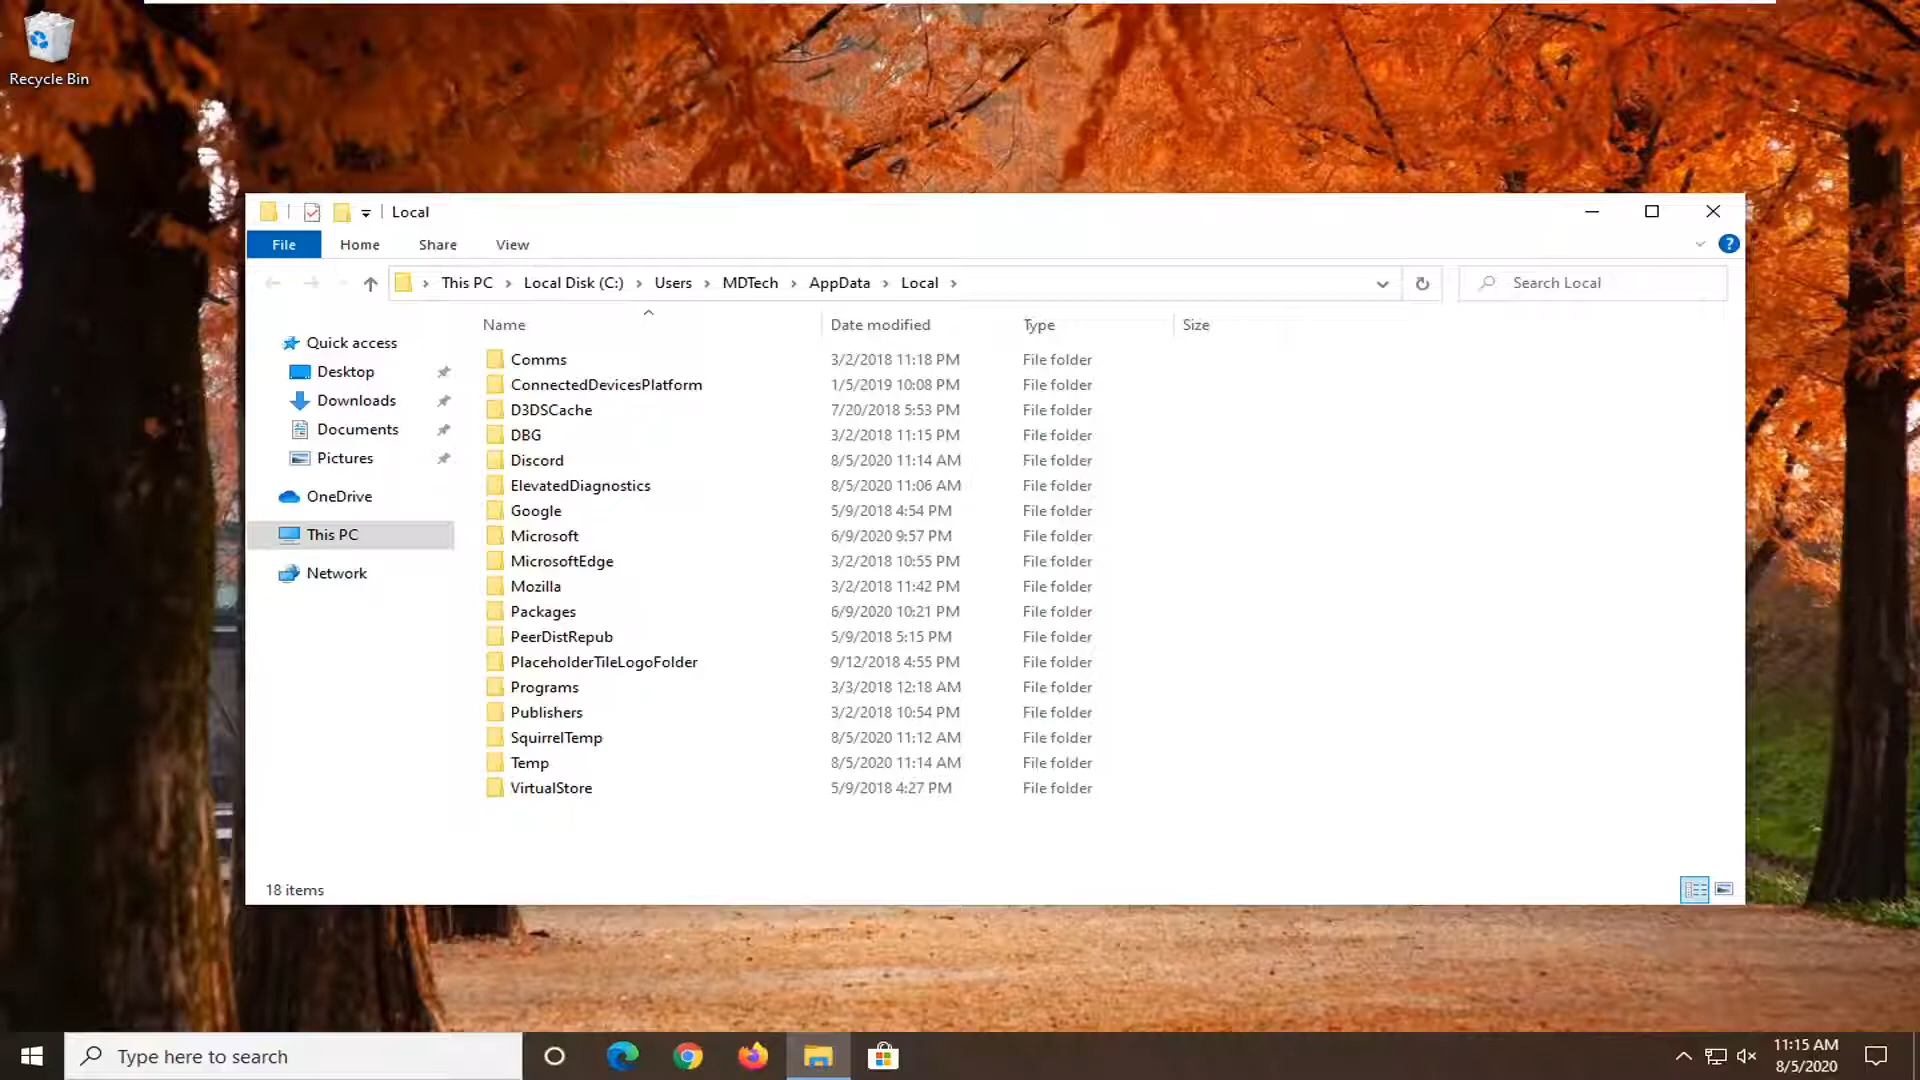 Recycle Bin
Local
File Home Share View
?
This PC Local Disk (C:) Users MDTech AppData Local
Search Local
Name Date modified Type Size
Quick access
Desktop
Downloads
Documents
Pictures
OneDrive
This PC
Network
Comms 3/2/2018 11:18 PM File folder
ConnectedDevicesPlatform 1/5/2019 10:08 PM File folder
D3DSCache 7/20/2018 5:53 PM File folder
DBG 3/2/2018 11:15 PM File folder
Discord 8/5/2020 11:14 AM File folder
ElevatedDiagnostics 8/5/2020 11:06 AM File folder
Google 5/9/2018 4:54 PM File folder
Microsoft 6/9/2020 9:57 PM File folder
MicrosoftEdge 3/2/2018 10:55 PM File folder
Mozilla 3/2/2018 11:42 PM File folder
Packages 6/9/2020 10:21 PM File folder
PeerDistRepub 5/9/2018 5:15 PM File folder
PlaceholderTileLogoFolder 9/12/2018 4:55 PM File folder
Programs 3/3/2018 12:18 AM File folder
Publishers 3/2/2018 10:54 PM File folder
SquirrelTemp 8/5/2020 11:12 AM File folder
Temp 8/5/2020 11:14 AM File folder
VirtualStore 5/9/2018 4:27 PM File folder
18 items
Type here to search
11:15 AM
8/5/2020